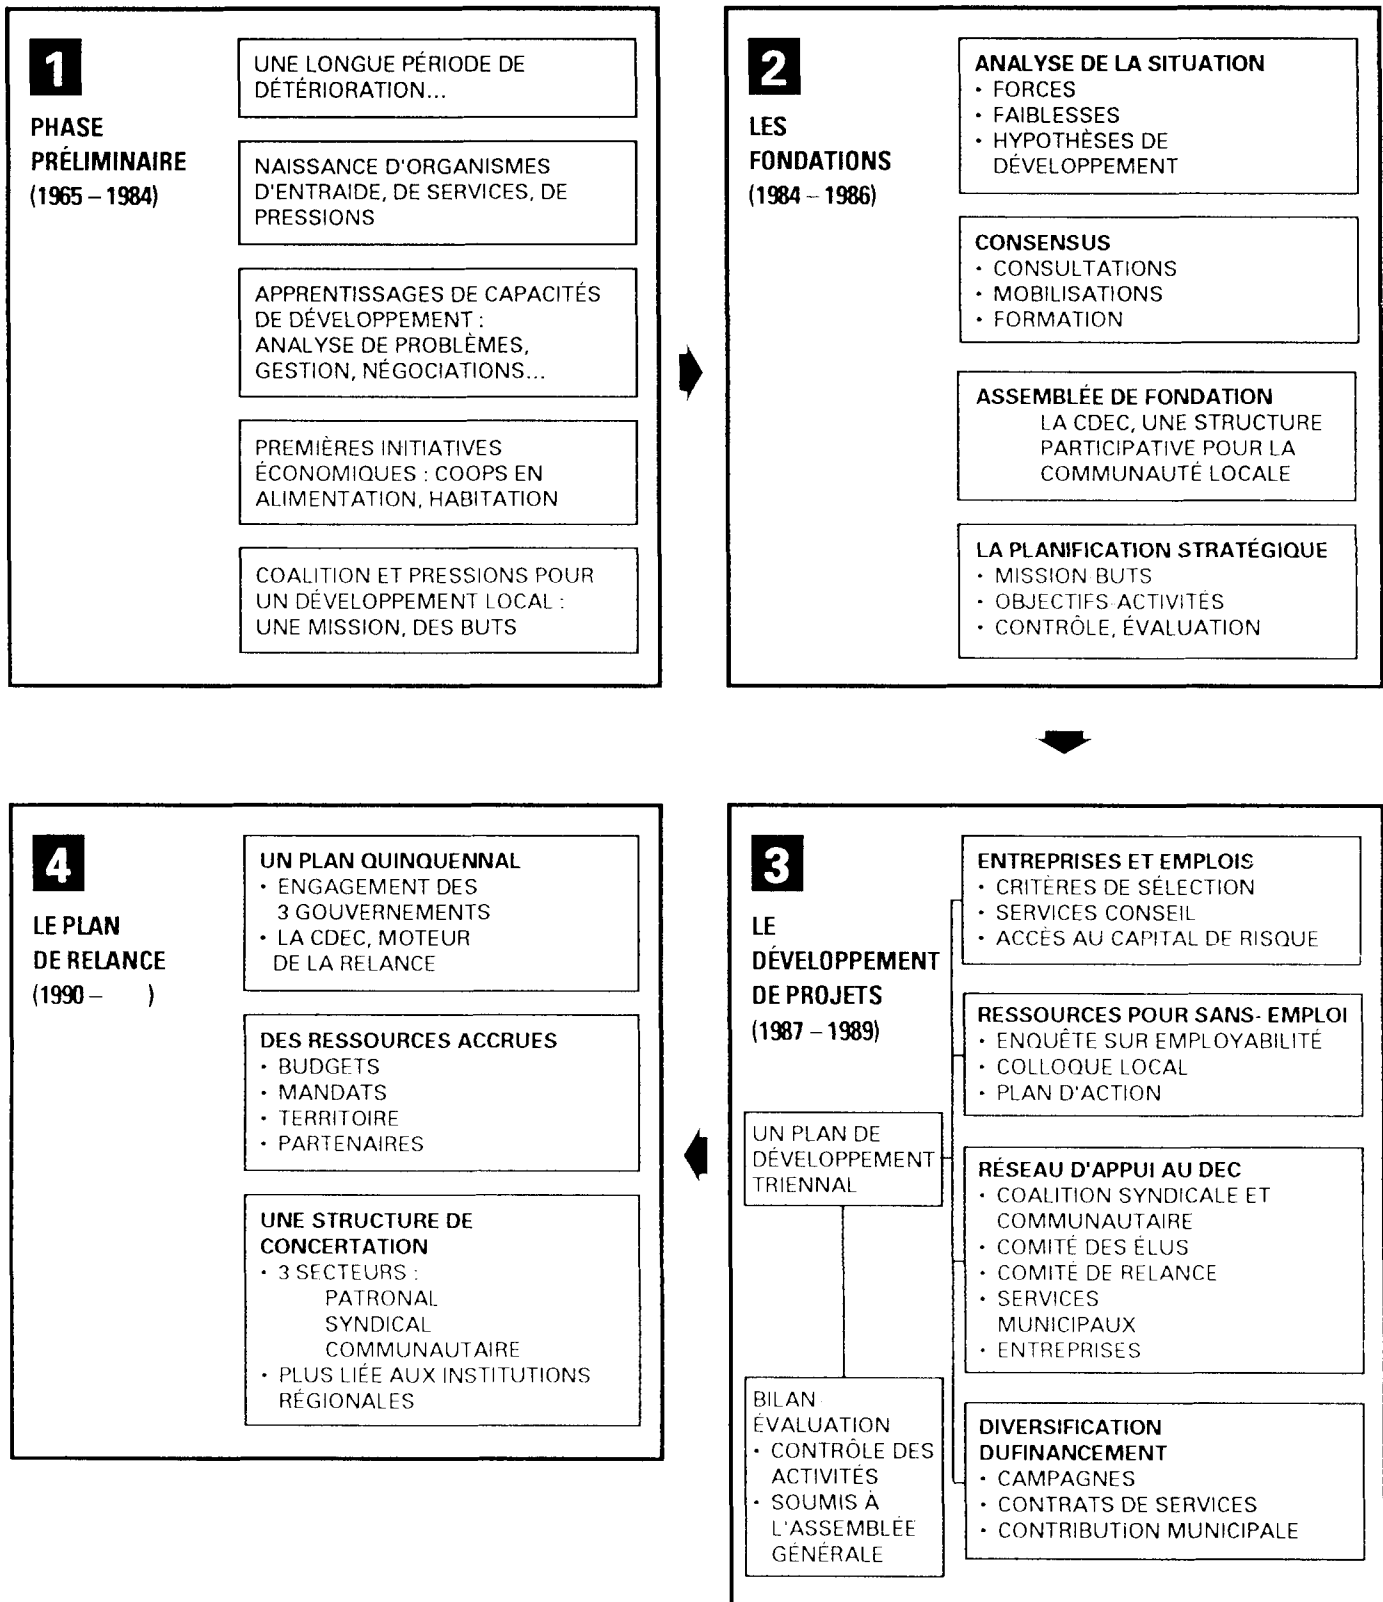 1
PHASE
PRÉLIMINAIRE
(1965 – 1984)
UNE LONGUE PÉRIODE DE
DÉTÉRIORATION...
NAISSANCE D'ORGANISMES
D'ENTRAIDE, DE SERVICES, DE
PRESSIONS
APPRENTISSAGES DE CAPACITÉS
DE DÉVELOPPEMENT :
ANALYSE DE PROBLÈMES,
GESTION, NÉGOCIATIONS...
PREMIÈRES INITIATIVES
ÉCONOMIQUES : COOPS EN
ALIMENTATION, HABITATION
COALITION ET PRESSIONS POUR
UN DÉVELOPPEMENT LOCAL :
UNE MISSION, DES BUTS
2
LES
FONDATIONS
(1984 – 1986)
ANALYSE DE LA SITUATION
· FORCES
· FAIBLESSES
· HYPOTHÈSES DE
DÉVELOPPEMENT
CONSENSUS
· CONSULTATIONS
· MOBILISATIONS
· FORMATION
ASSEMBLÉE DE FONDATION
LA CDEC, UNE STRUCTURE
PARTICIPATIVE POUR LA
COMMUNAUTÉ LOCALE
LA PLANIFICATION STRATÉGIQUE
· MISSION-BUTS
· OBJECTIFS-ACTIVITÉS
· CONTRÔLE, ÉVALUATION
3
LE
DÉVELOPPEMENT
DE PROJETS
(1987 – 1989)
UN PLAN DE
DÉVELOPPEMENT
TRIENNAL
BILAN-
ÉVALUATION
· CONTRÔLE DES
ACTIVITÉS
· SOUMIS À
L'ASSEMBLÉE
GÉNÉRALE
ENTREPRISES ET EMPLOIS
· CRITÈRES DE SÉLECTION
· SERVICES CONSEIL
· ACCÈS AU CAPITAL DE RISQUE
RESSOURCES POUR SANS- EMPLOI
· ENQUÊTE SUR EMPLOYABILITÉ
· COLLOQUE LOCAL
· PLAN D'ACTION
RÉSEAU D'APPUI AU DEC
· COALITION SYNDICALE ET
COMMUNAUTAIRE
· COMITÉ DES ÉLUS
· COMITÉ DE RELANCE
· SERVICES
MUNICIPAUX
· ENTREPRISES
DIVERSIFICATION
DUFINANCEMENT
· CAMPAGNES
· CONTRATS DE SERVICES
· CONTRIBUTION MUNICIPALE
4
LE PLAN
DE RELANCE
(1990 – )
UN PLAN QUINQUENNAL
· ENGAGEMENT DES
3 GOUVERNEMENTS
· LA CDEC, MOTEUR
DE LA RELANCE
DES RESSOURCES ACCRUES
· BUDGETS
· MANDATS
· TERRITOIRE
· PARTENAIRES
UNE STRUCTURE DE
CONCERTATION
· 3 SECTEURS :
PATRONAL
SYNDICAL
COMMUNAUTAIRE
· PLUS LIÉE AUX INSTITUTIONS
RÉGIONALES